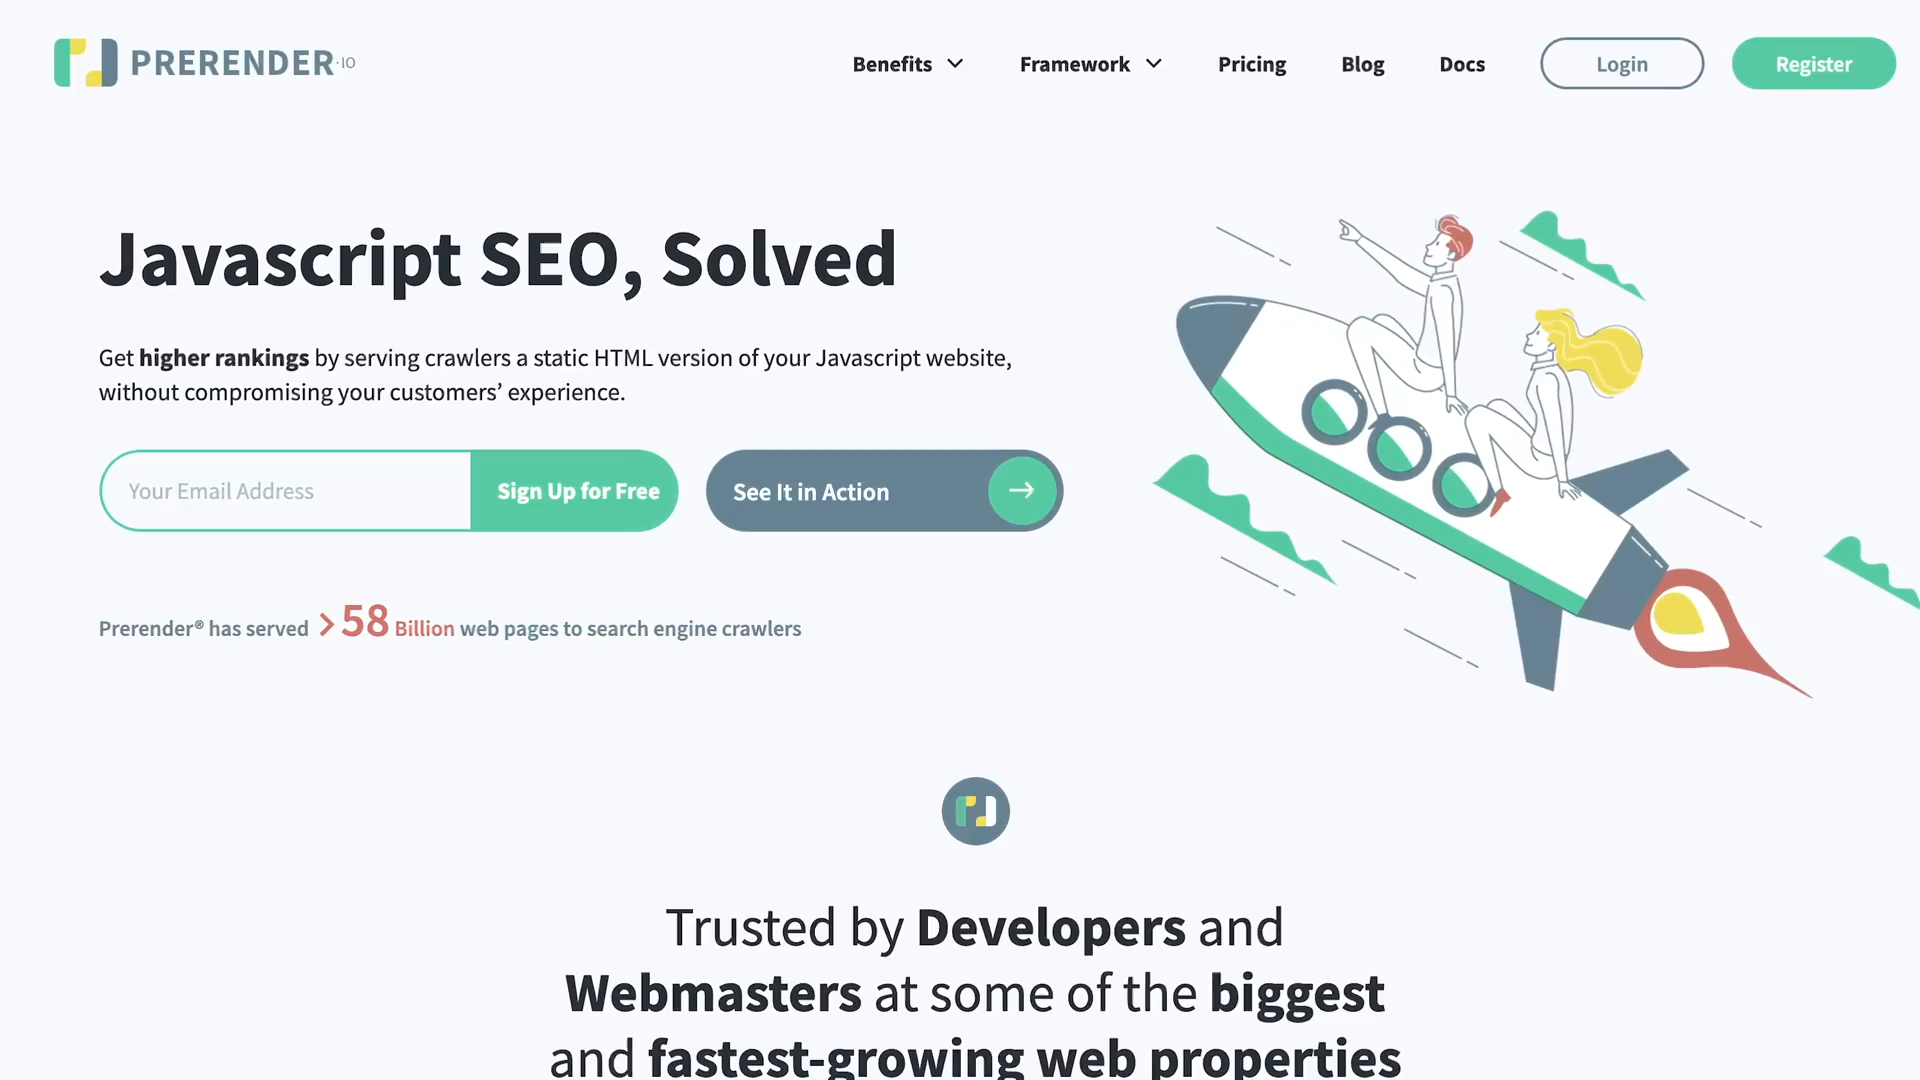 PRERENDER.IO
Benefits
Framework
Pricing
Blog
Docs
Login
Register
Javascript SEO, Solved
Get higher rankings by serving crawlers a static HTML version of your Javascript website,
without compromising your customers’ experience.
Your Email Address
Sign Up for Free
See It in Action
Prerender® has served >58 Billion web pages to search engine crawlers
Trusted by Developers and
Webmasters at some of the biggest
and fastest-growing web properties